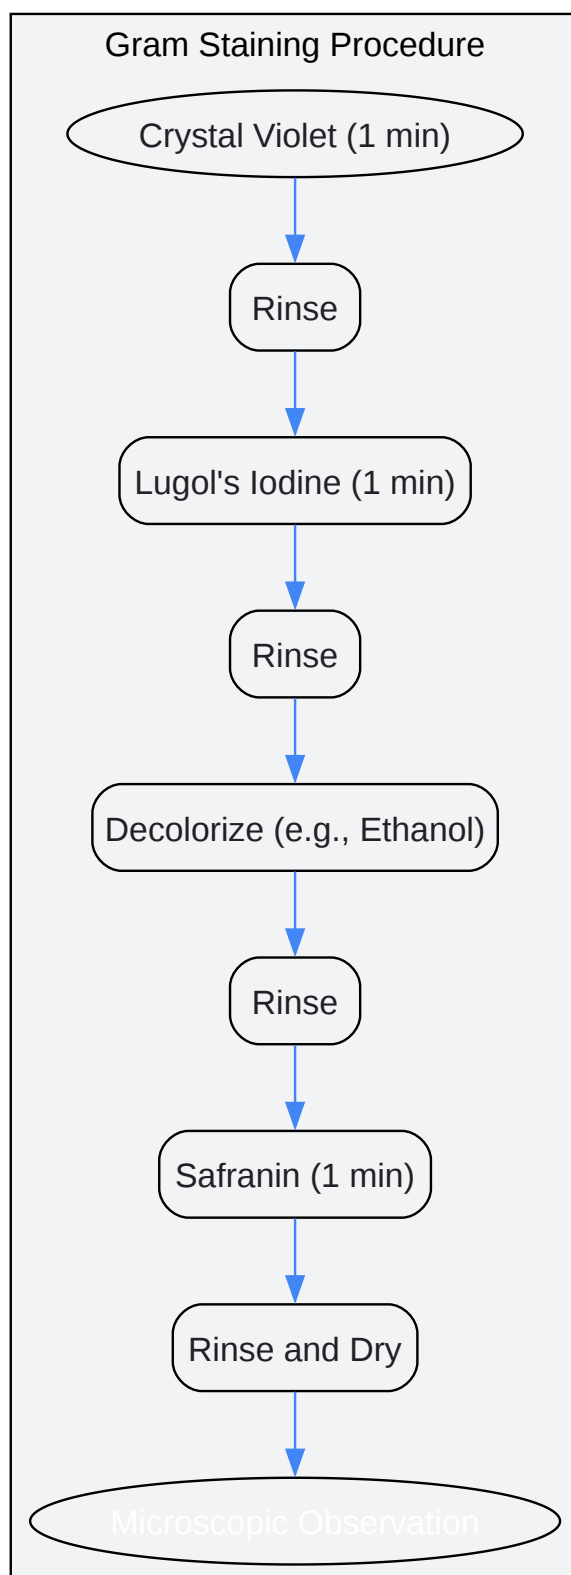 Gram Staining Procedure
Crystal Violet (1 min)
Rinse
Lugol's Iodine (1 min)
Rinse
Decolorize (e.g., Ethanol)
Rinse
Safranin (1 min)
Rinse and Dry
Microscopic Observation